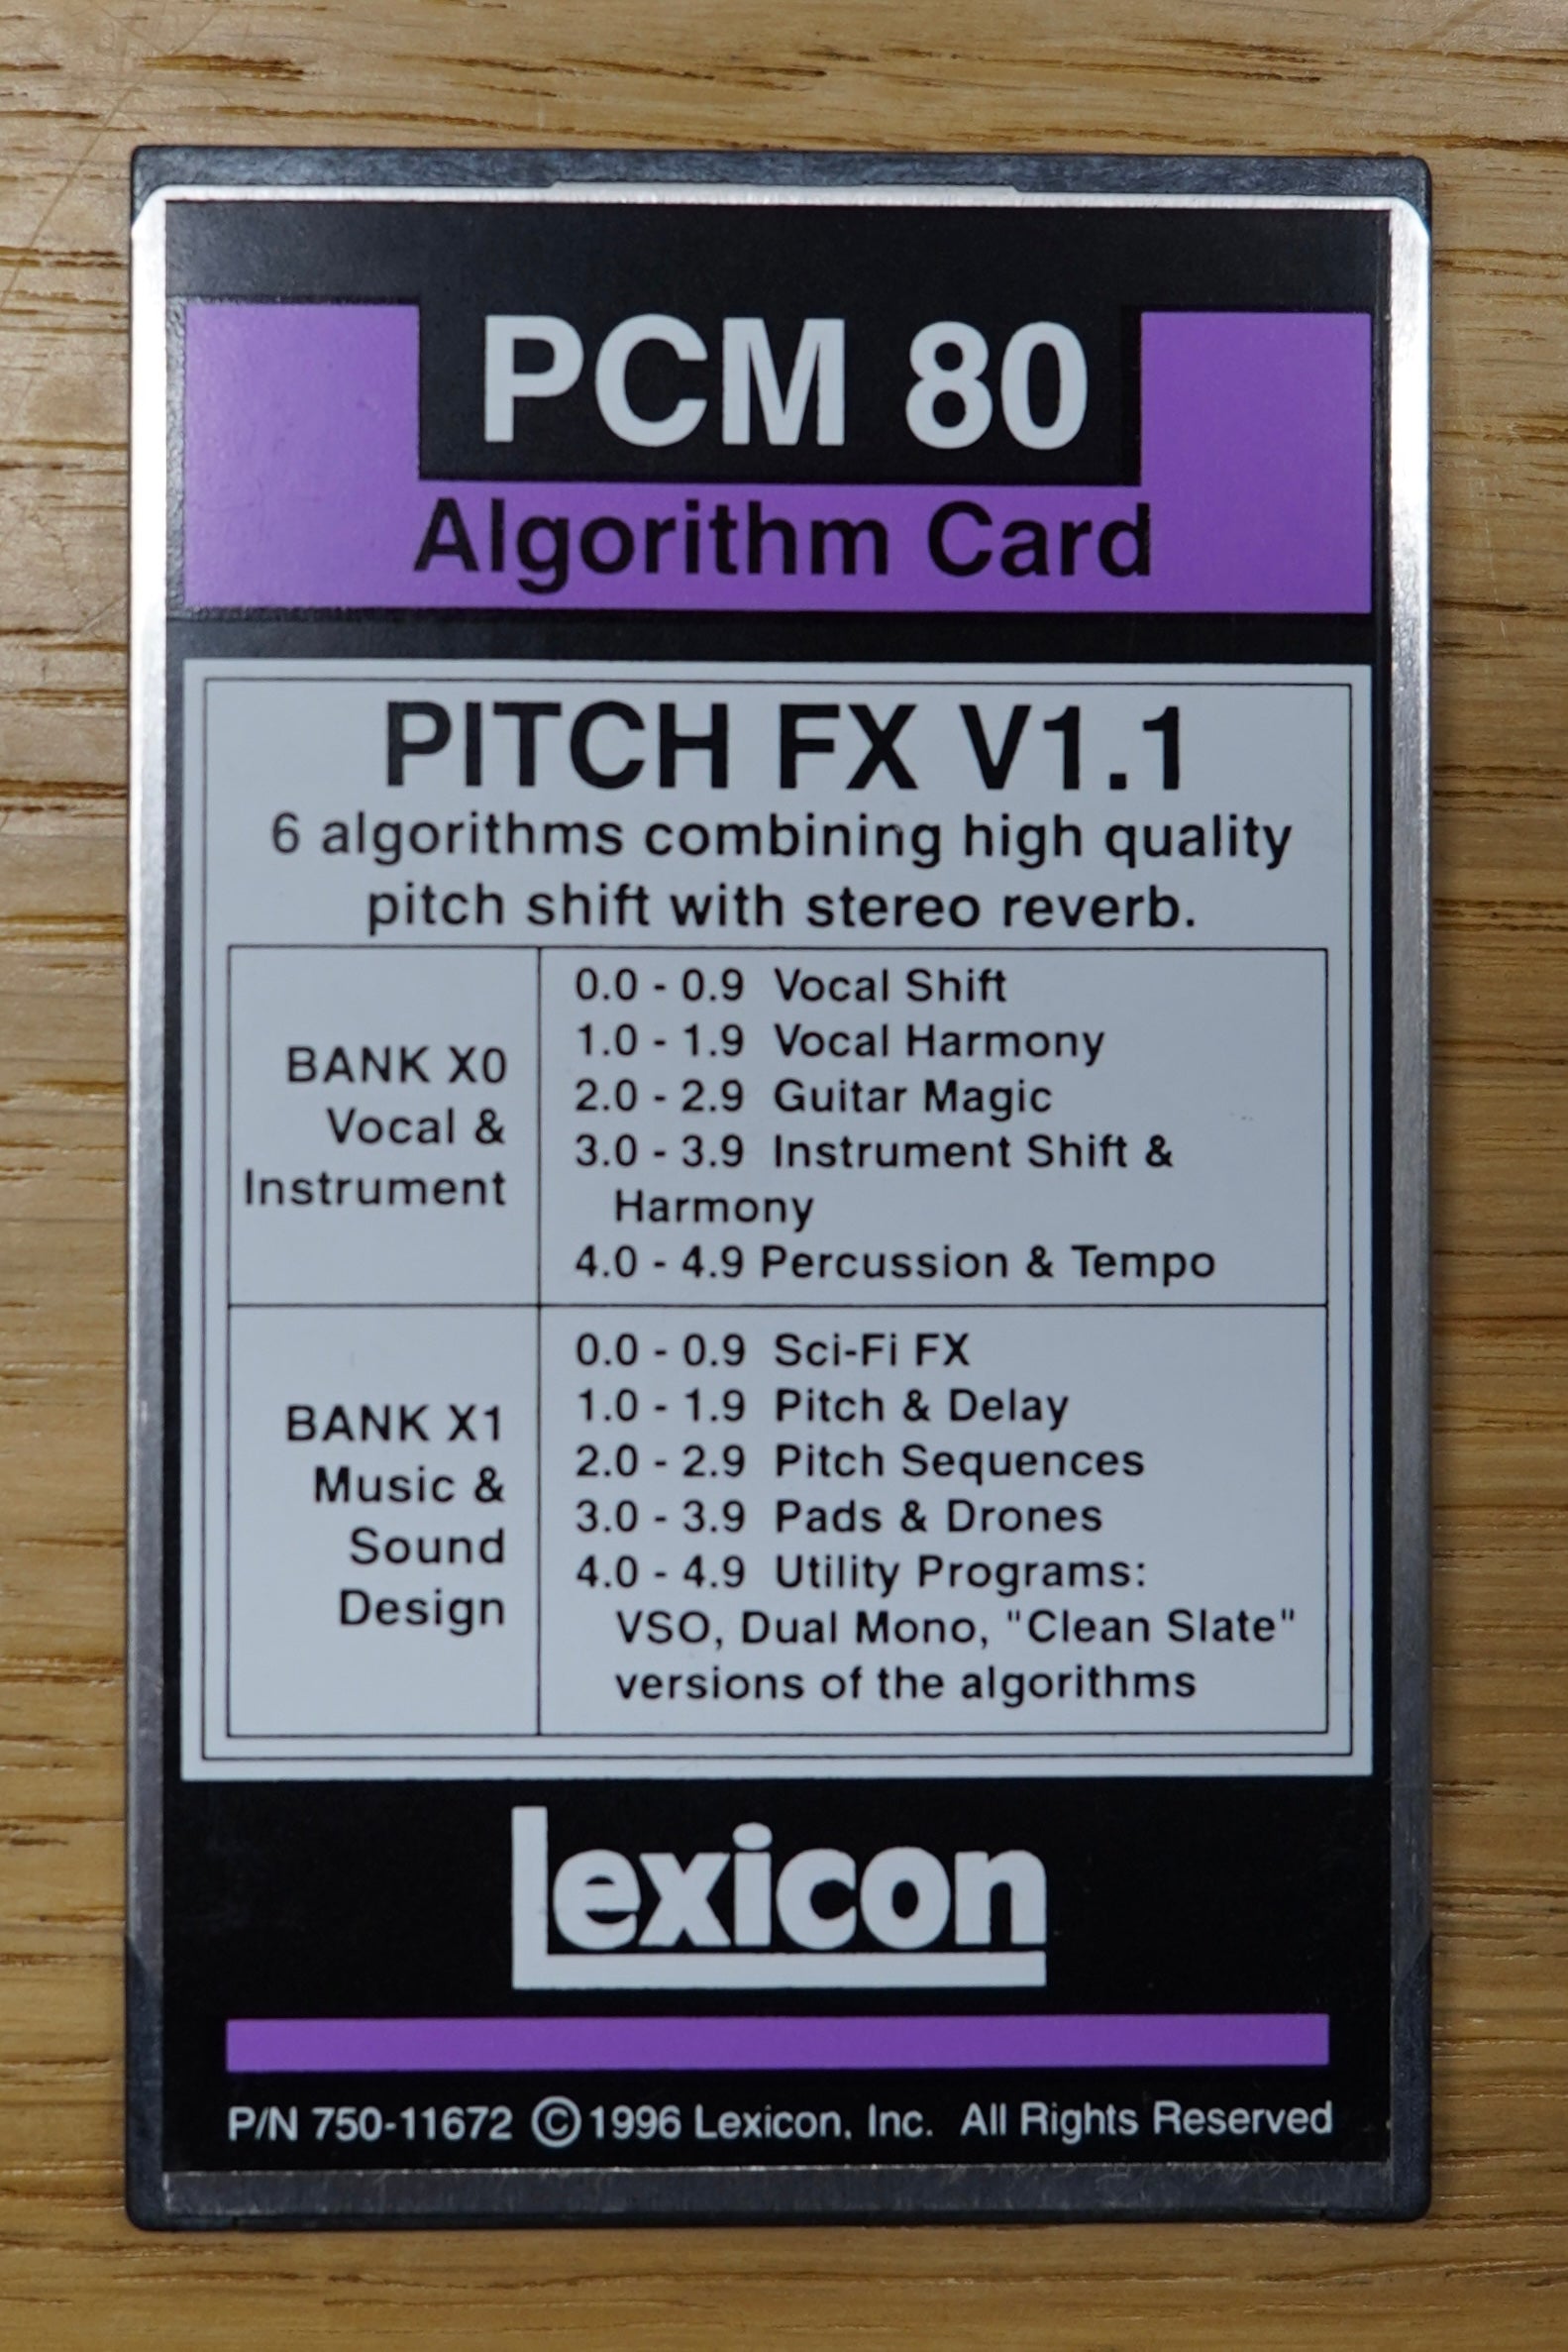 PCM 80
Algorithm Card
PITCH FX V1.1
6 algorithms combining high quality
pitch shift with stereo reverb.
BANK X0
Vocal &
Instrument
0.0 - 0.9 Vocal Shift
1.0 - 1.9 Vocal Harmony
2.0 - 2.9 Guitar Magic
3.0 - 3.9 Instrument Shift &
Harmony
4.0 - 4.9 Percussion & Tempo
BANK X1
Music &
Sound
Design
0.0 - 0.9 Sci-Fi FX
1.0 - 1.9 Pitch & Delay
2.0 - 2.9 Pitch Sequences
3.0 - 3.9 Pads & Drones
4.0 - 4.9 Utility Programs:
VSO, Dual Mono, "Clean Slate"
versions of the algorithms
lexicon
P/N 750-11672 © 1996 Lexicon, Inc. All Rights Reserved